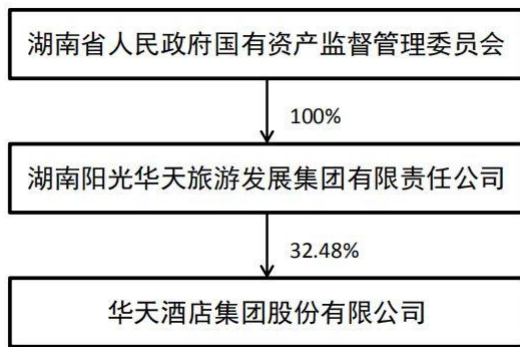 湖南省人民政府国有资产监督管理委员会
100%
湖南阳光华天旅游发展集团有限责任公司
32.48%
华天酒店集团股份有限公司